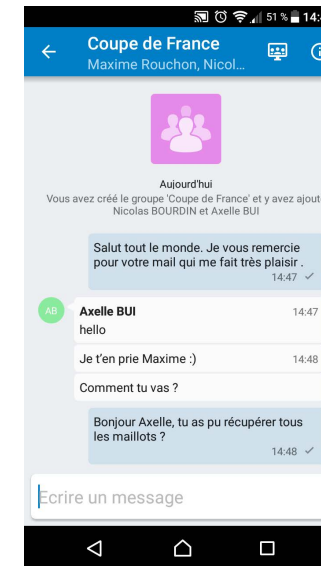 51 % 14:
Coupe de France
Maxime Rouchon, Nicol...
Aujourd'hui
Vous avez créé le groupe 'Coupe de France' et y avez ajout
Nicolas BOURDIN et Axelle BUI
Salut tout le monde. Je vous remercie
pour votre mail qui me fait très plaisir .
14:47
AB
Axelle BUI 14:47
hello
Je t'en prie Maxime :) 14:48
Comment tu vas ?
Bonjour Axelle, tu as pu récupérer tous
les maillots ?
14:48
Ecrire un message